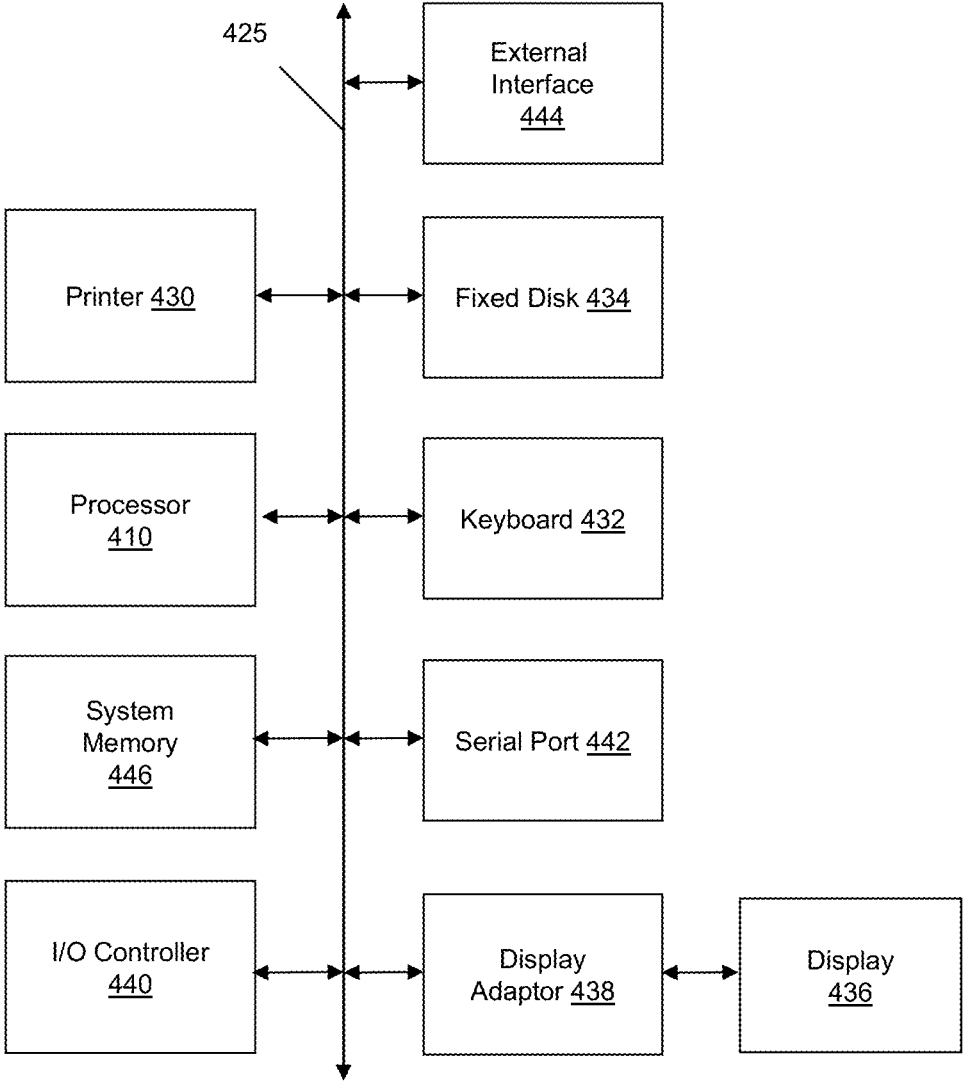 425
External
Interface
444
Printer 430
Fixed Disk 434
Processor
410
Keyboard 432
System
Memory
446
Serial Port 442
I/O Controller
440
Display
Adaptor 438
Display
436